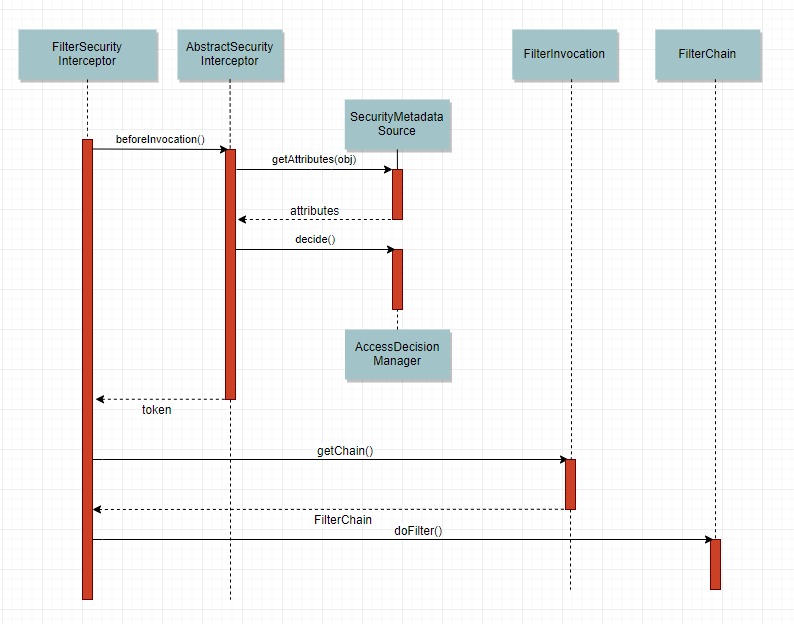 FilterSecurity
Interceptor
AbstractSecurity
Interceptor
FilterInvocation
FilterChain
SecurityMetadata
Source
beforeInvocation()
getAttributes(obj)
attributes
decide()
AccessDecision
Manager
token
getChain()
FilterChain
doFilter()